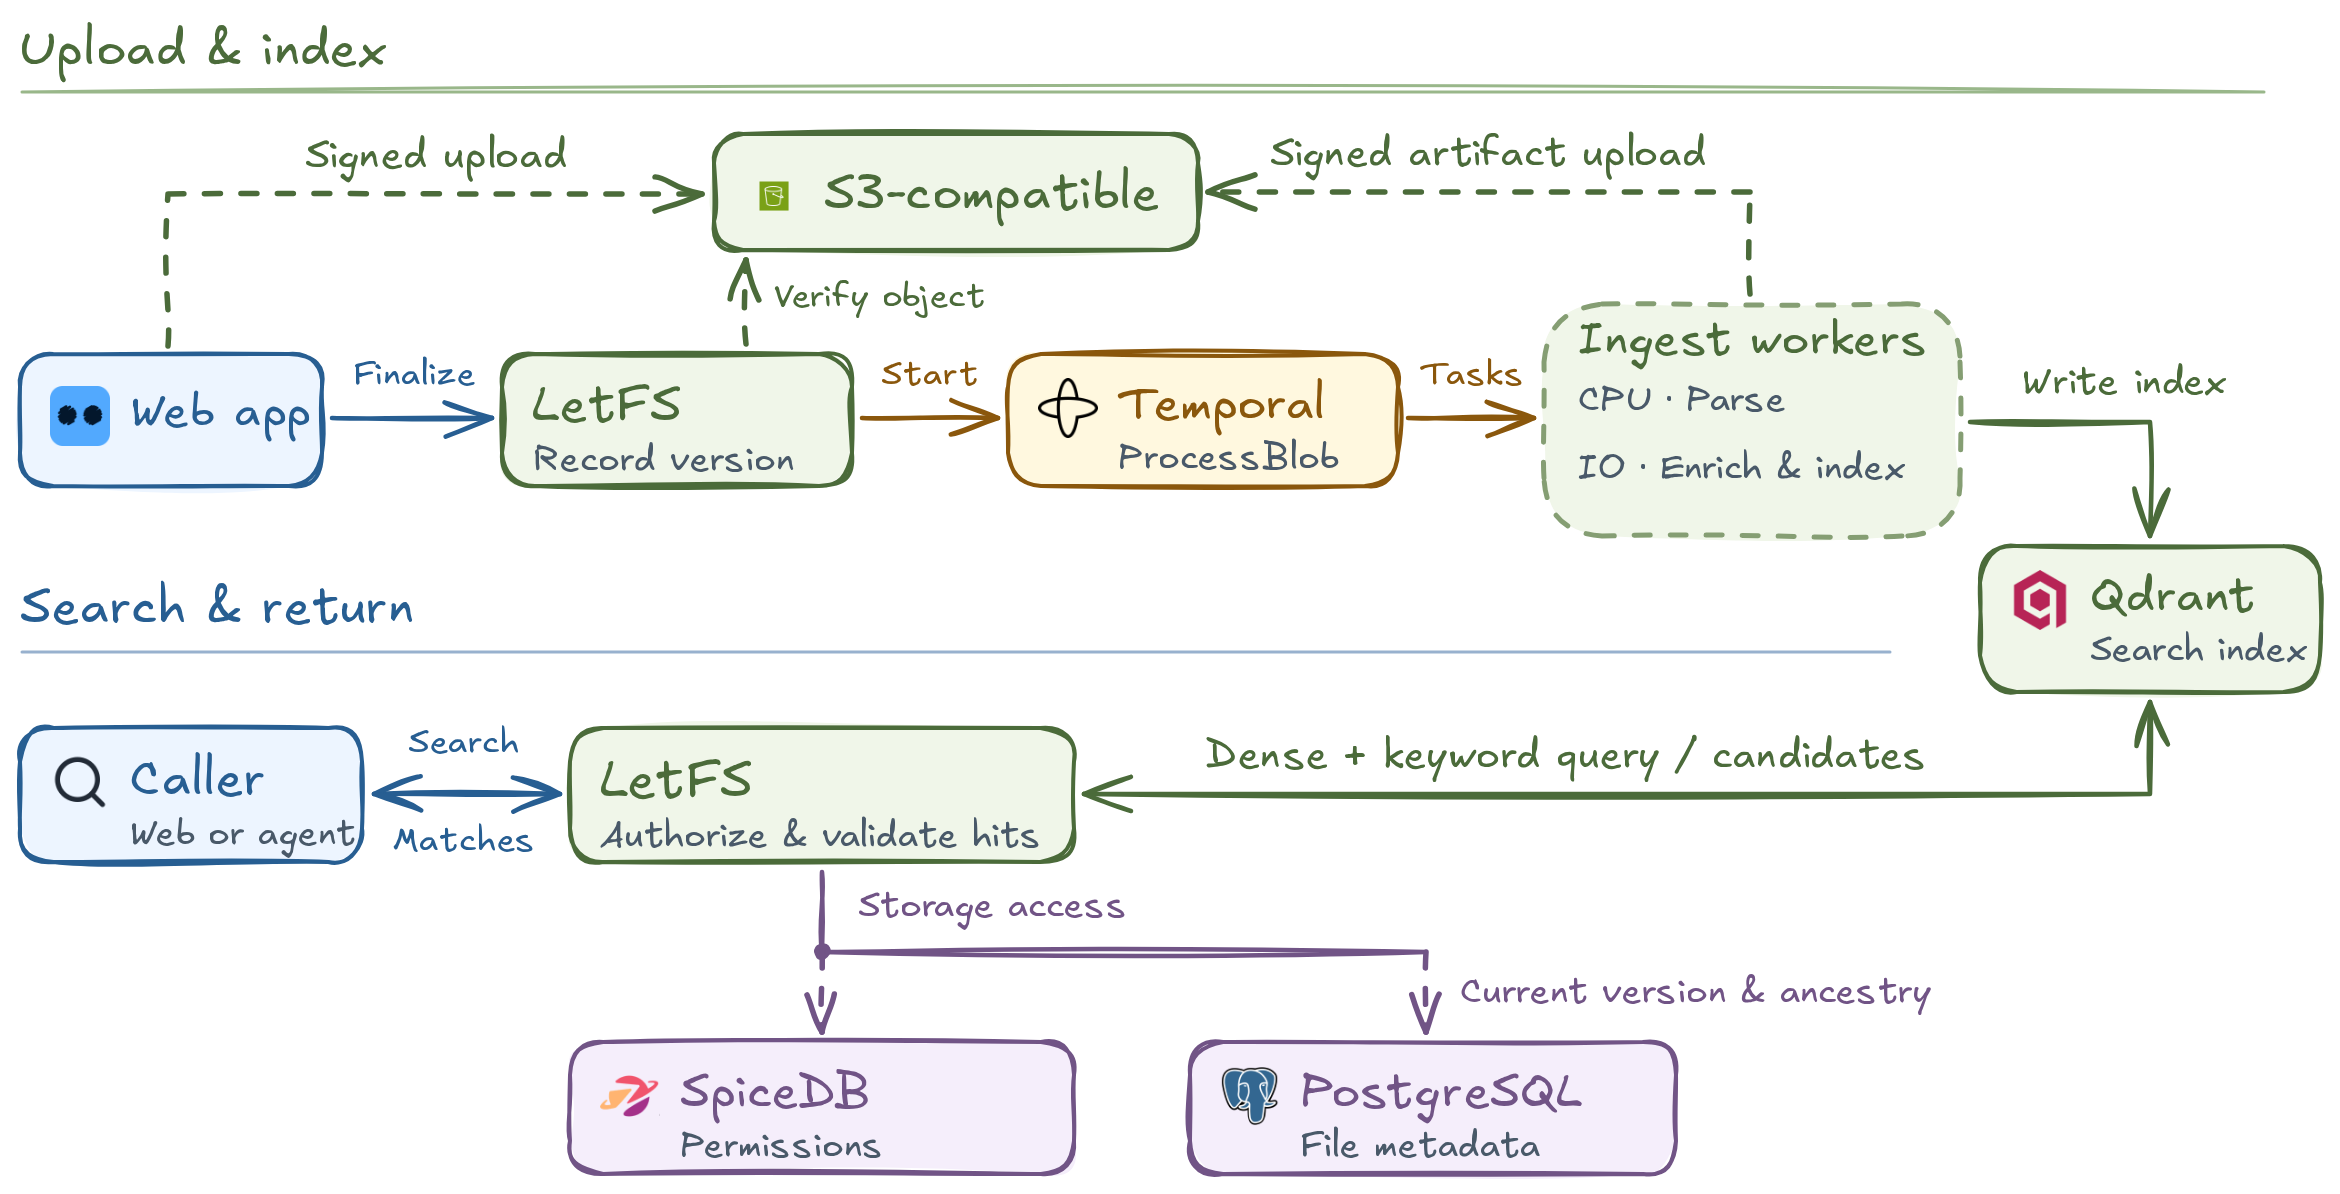 Upload & index
Signed upload
S3-compatible
Signed artifact upload
Verify object
Web app
Finalize
LetFS
Record version
Start
Temporal
ProcessBlob
Tasks
Ingest workers
CPU · Parse
IO · Enrich & index
Write index
Qdrant
Search index
Search & return
Caller
Web or agent
Search
Matches
LetFS
Authorize & validate hits
Dense + keyword query / candidates
Storage access
Current version & ancestry
SpiceDB
Permissions
PostgreSQL
File metadata